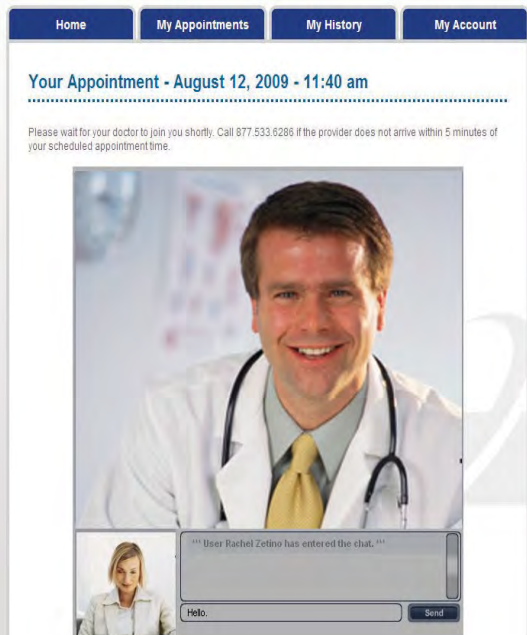 Home My Appointments My History My Account
Your Appointment - August 12, 2009 - 11:40 am
Please wait for your doctor to join you shortly. Call 877.533.6286 if the provider does not arrive within 5 minutes of
your scheduled appointment time.
*** User Rachel Zetino has entered the chat. ***
Hello. Send